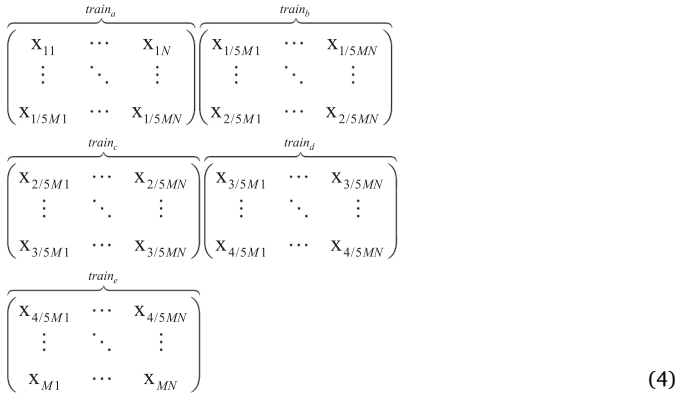 train_a train_b
x_11 ⋯ x_1N x_1/5M1 ⋯ x_1/5MN
⋮ ⋱ ⋮ ⋮ ⋱ ⋮
x_1/5M1 ⋯ x_1/5MN x_2/5M1 ⋯ x_2/5MN
train_c train_d
x_2/5M1 ⋯ x_2/5MN x_3/5M1 ⋯ x_3/5MN
⋮ ⋱ ⋮ ⋮ ⋱ ⋮
x_3/5M1 ⋯ x_3/5MN x_4/5M1 ⋯ x_4/5MN
train_e
x_4/5M1 ⋯ x_4/5MN
⋮ ⋱ ⋮
x_M1 ⋯ x_MN (4)